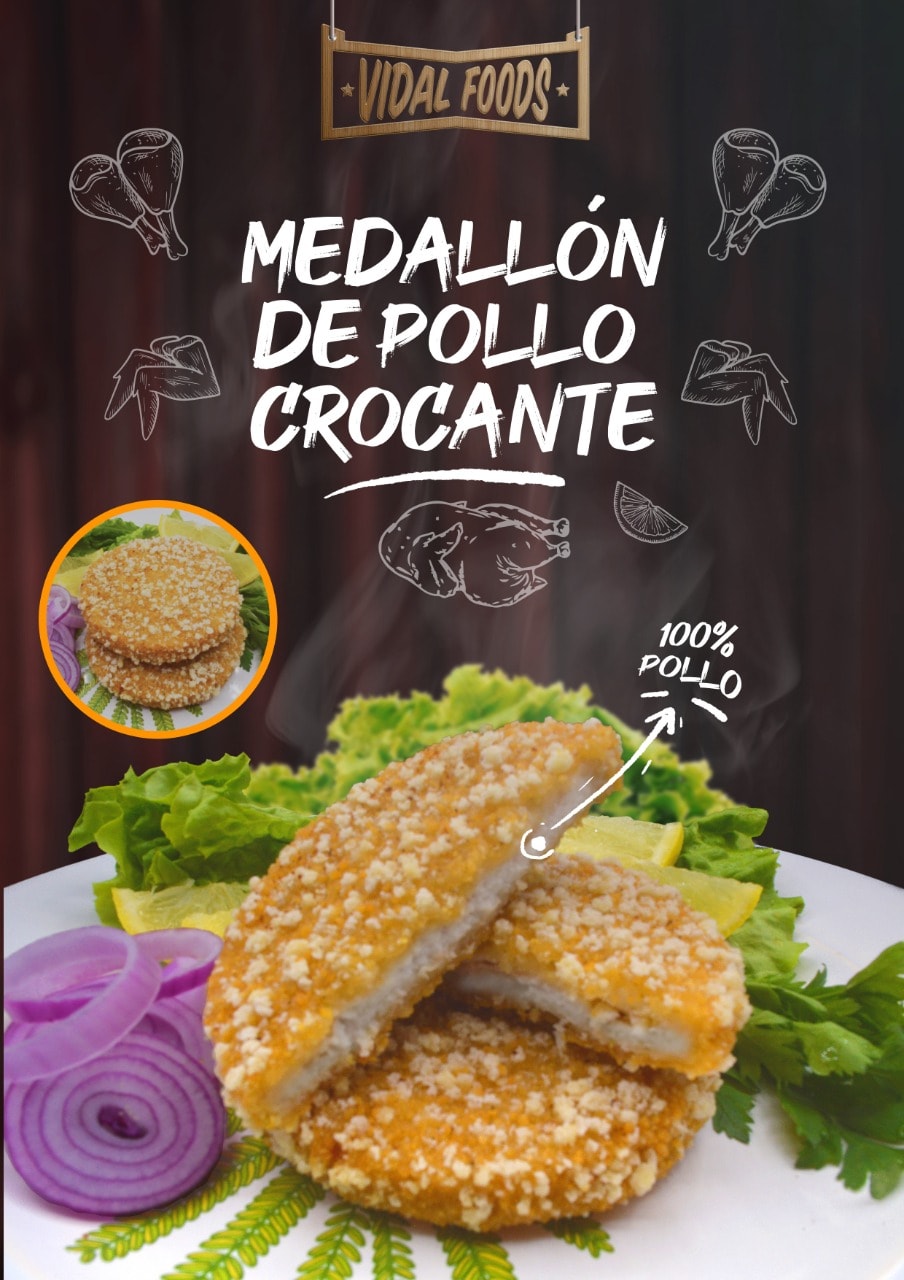 VIDAL FOODS
MEDALLÓN
DE POLLO
CROCANTE
100%
POLLO